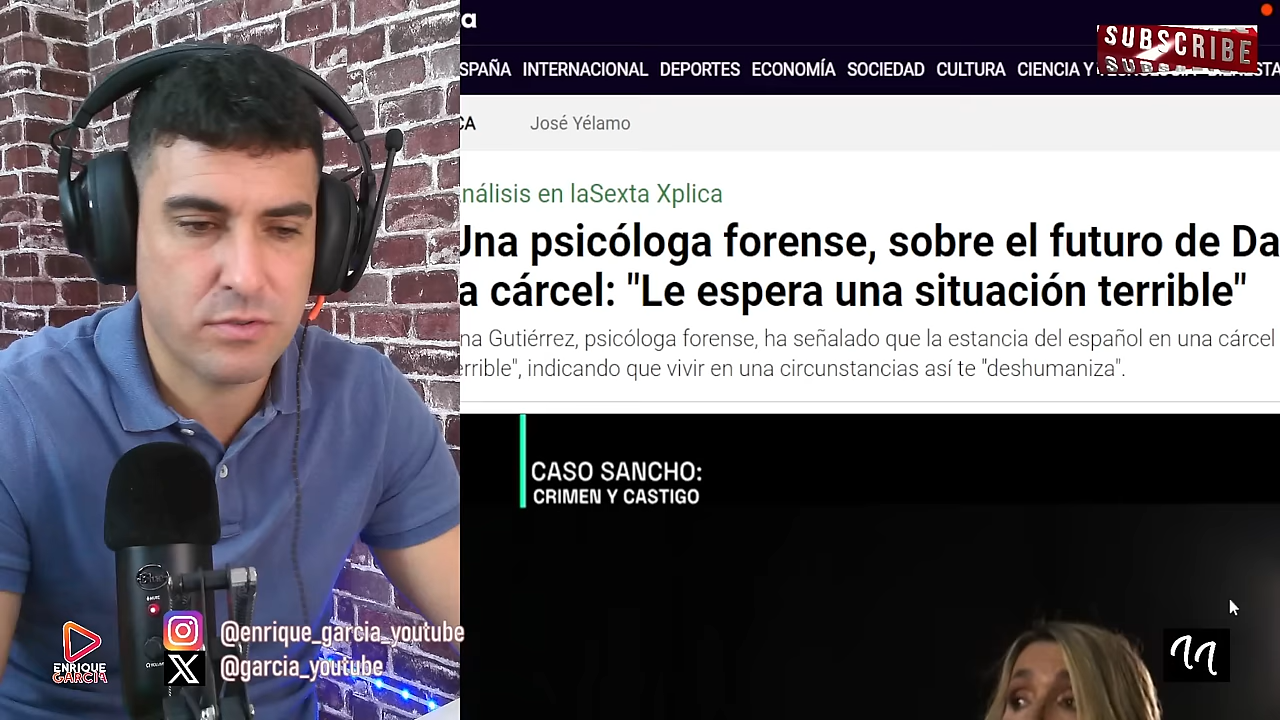 a
SUBSCRIBE
SPAÑA INTERNACIONAL DEPORTES ECONOMÍA SOCIEDAD CULTURA CIENCIA Y
CA José Yélamo
nálisis en laSexta Xplica
Una psicóloga forense, sobre el futuro de Da
a cárcel: "Le espera una situación terrible"
na Gutiérrez, psicóloga forense, ha señalado que la estancia del español en una cárcel
errible", indicando que vivir en una circunstancias así te "deshumaniza".
CASO SANCHO:
CRIMEN Y CASTIGO
@enrique_garcia_youtube
@garcia_youtube
ENRIQUE
GARCIA